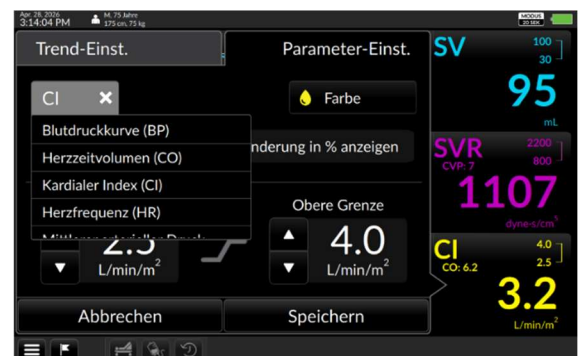 Apr. 28, 2026
3:14:04 PM
M, 75 Jahre
175 cm, 75 kg
MODUS
20 SEK
Trend-Einst.
Parameter-Einst.
CI ×
Farbe
Blutdruckkurve (BP)
Herzzeitvolumen (CO)
Kardialer Index (CI)
Herzfrequenz (HR)
nderung in % anzeigen
Obere Grenze
2.5
L/min/m²
4.0
L/min/m²
Abbrechen
Speichern
SV
100
30
95
mL
SVR
CVP: 7
2200
800
1107
dyne-s/cm⁵
CI
CO: 6.2
4.0
2.5
3.2
L/min/m²